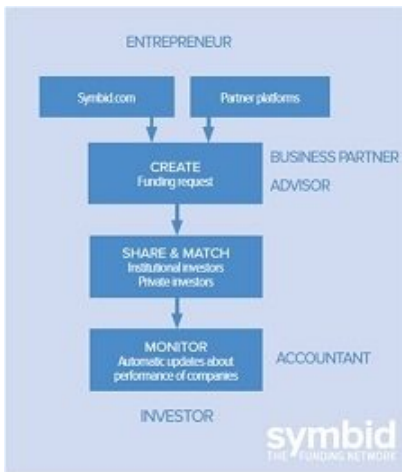 ENTREPRENEUR
Symbid.com
Partner platforms
CREATE
Funding request
BUSINESS PARTNER
ADVISOR
SHARE & MATCH
Institutional investors
Private investors
MONITOR
Automatic updates about
performance of companies
ACCOUNTANT
INVESTOR
symbid
THE FUNDING NETWORK